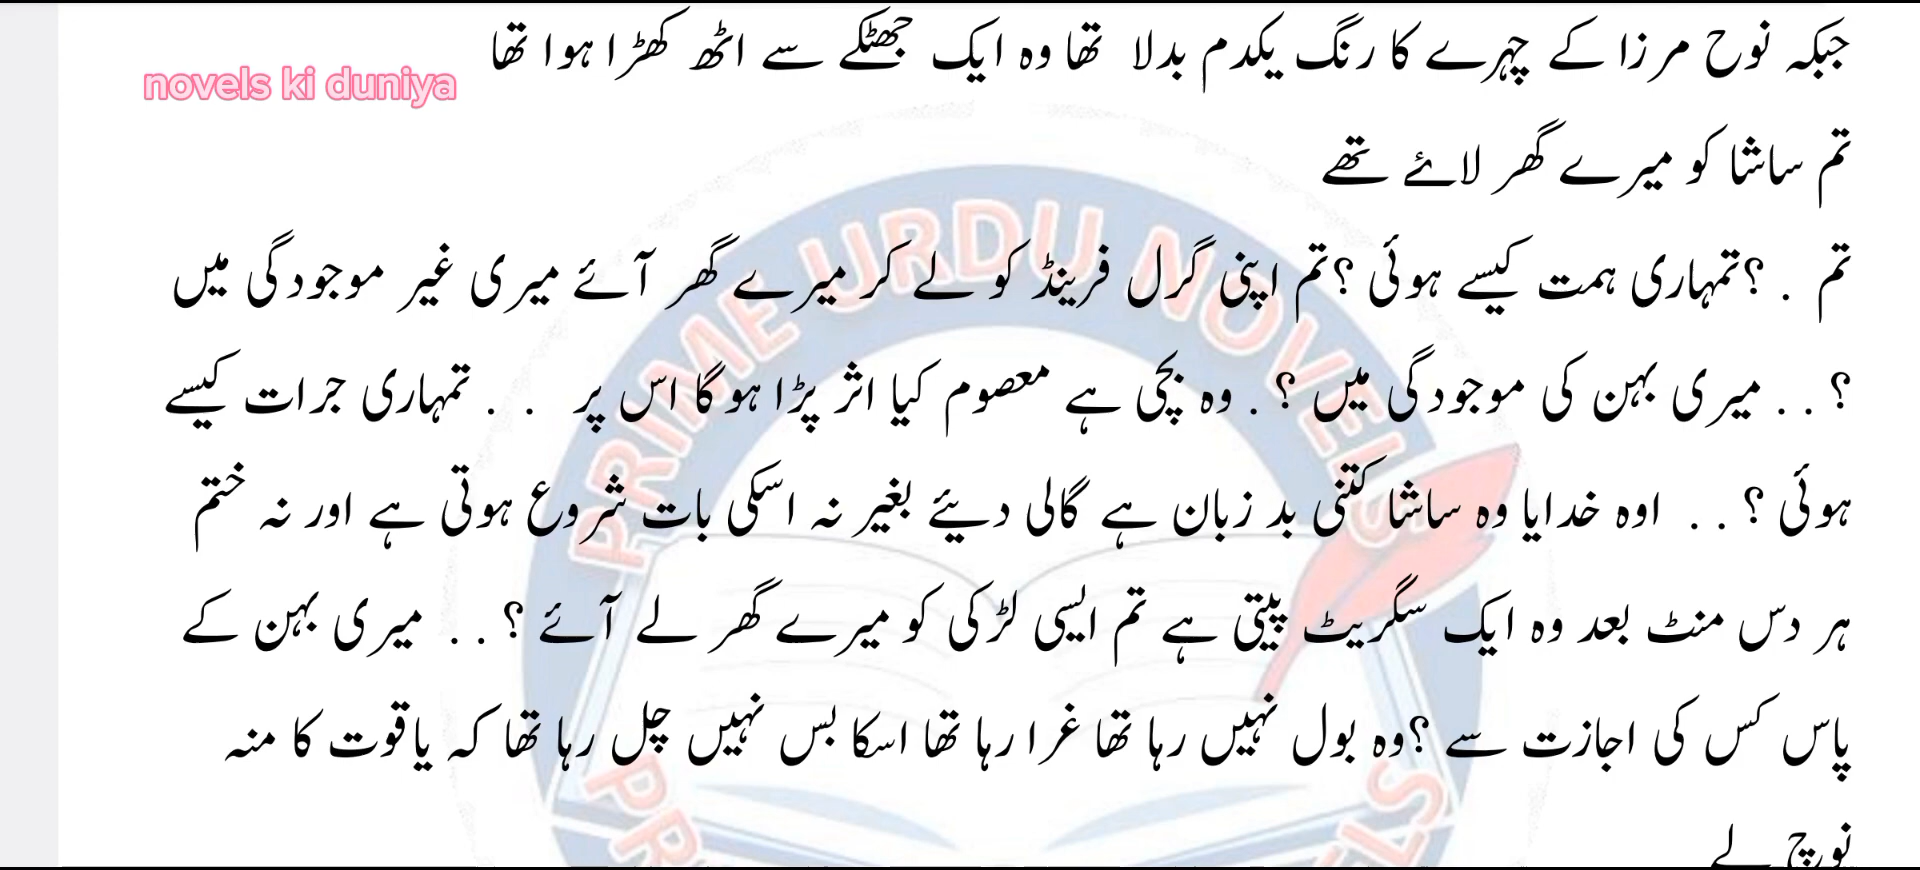 جبکہ نوح مرزا کے چہرے کا رنگ یکدم بدلا تھا وہ ایک جھٹکے سے اٹھ کھڑا ہوا تھا
novels ki duniya
تم ساشا کو میرے گھر لائے تھے
تم . ؟تمہاری ہمت کیسے ہوئی ؟تم اپنی گرل فرینڈ کو لے کر میرے گھر آئے میری غیر موجودگی میں
؟ . . میری بہن کی موجودگی میں ؟ . وہ بچی ہے معصوم کیا اثر پڑا ہوگا اس پر . . تمہاری جرات کیسے
ہوئی ؟ . . اوہ خدایا وہ ساشا کتنی بد زبان ہے گالی دیئے بغیر نہ اسکی بات شروع ہوتی ہے اور نہ ختم
ہر دس منٹ بعد وہ ایک سگریٹ پیتی ہے تم ایسی لڑکی کو میرے گھر لے آئے ؟ . . میری بہن کے
پاس کس کی اجازت سے ؟وہ بول نہیں رہا تھا غرا رہا تھا اسکا بس نہیں چل رہا تھا کہ یاقوت کا منہ
نوچ لے
PRIME URDU NOVELS